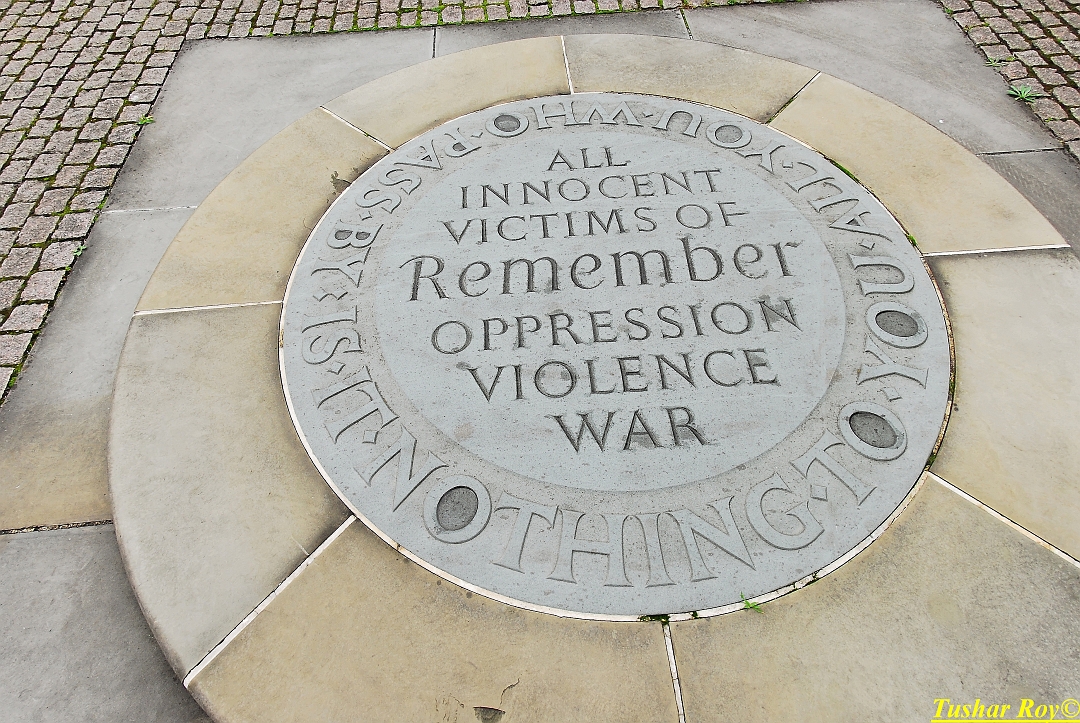 ALL
INNOCENT
VICTIMS OF
Remember
OPPRESSION
VIOLENCE
WAR
IS·IT·NOTHING·TO·YOU·ALL·YOU·WHO·PASS·BY·
Tushar Roy©